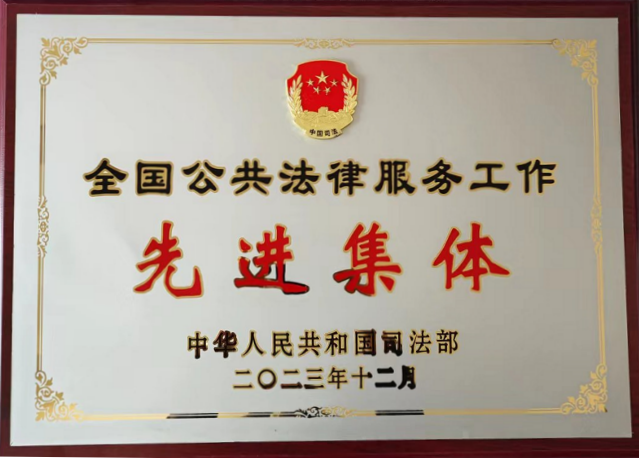 中国司法
全国公共法律服务工作
先进集体
中华人民共和国司法部
二〇二三年十二月